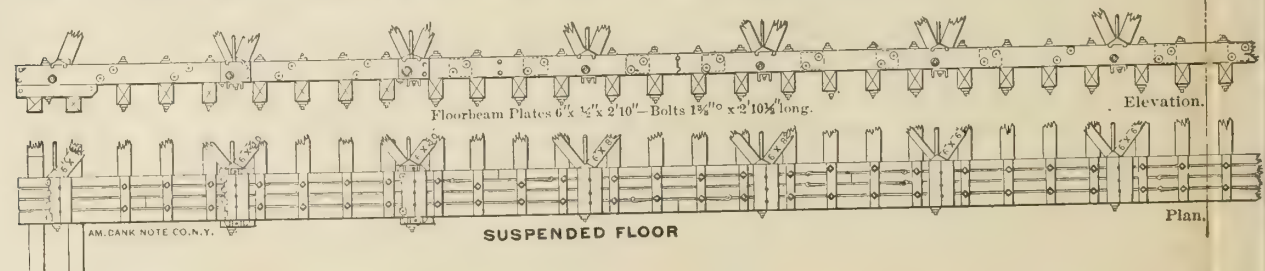 Elevation.
Floorbeam Plates 6"x ½"x 2'10"—Bolts 1⅜"° x 2'10½"long.
Plan.
AM.BANK NOTE CO.N.Y.
SUSPENDED FLOOR